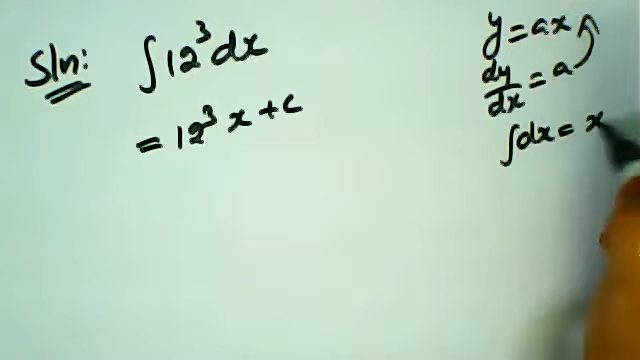 Sln: ∫12³dx
= 12³x + c
y = ax
dy/dx = a
∫dx = x